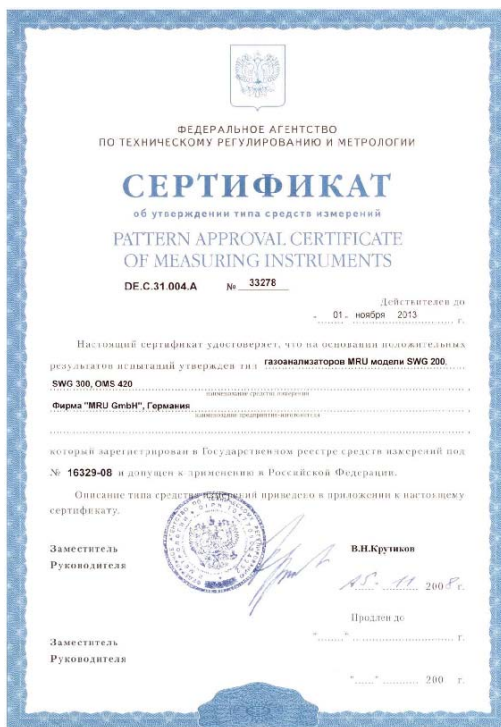 ФЕДЕРАЛЬНОЕ АГЕНТСТВО
ПО ТЕХНИЧЕСКОМУ РЕГУЛИРОВАНИЮ И МЕТРОЛОГИИ
СЕРТИФИКАТ
об утверждении типа средств измерений
PATTERN APPROVAL CERTIFICATE
OF MEASURING INSTRUMENTS
DE.C.31.004.A № 33278
Действителен до
" 01 " ноября 2013 г.
Настоящий сертификат удостоверяет, что на основании положительных
результатов испытаний утвержден тип газоанализаторов MRU модели SWG 200,
SWG 300, OMS 420
наименование средства измерения
Фирма "MRU GmbH", Германия
наименование предприятия-изготовителя
который зарегистрирован в Государственном реестре средств измерений под
№ 16329-08 и допущен к применению в Российской Федерации.
Описание типа средства измерений приведено в приложении к настоящему
сертификату.
Заместитель
Руководителя
В.Н.Крутиков
15. 11 2008 г.
Продлен до
" " г.
Заместитель
Руководителя
" " 200 г.